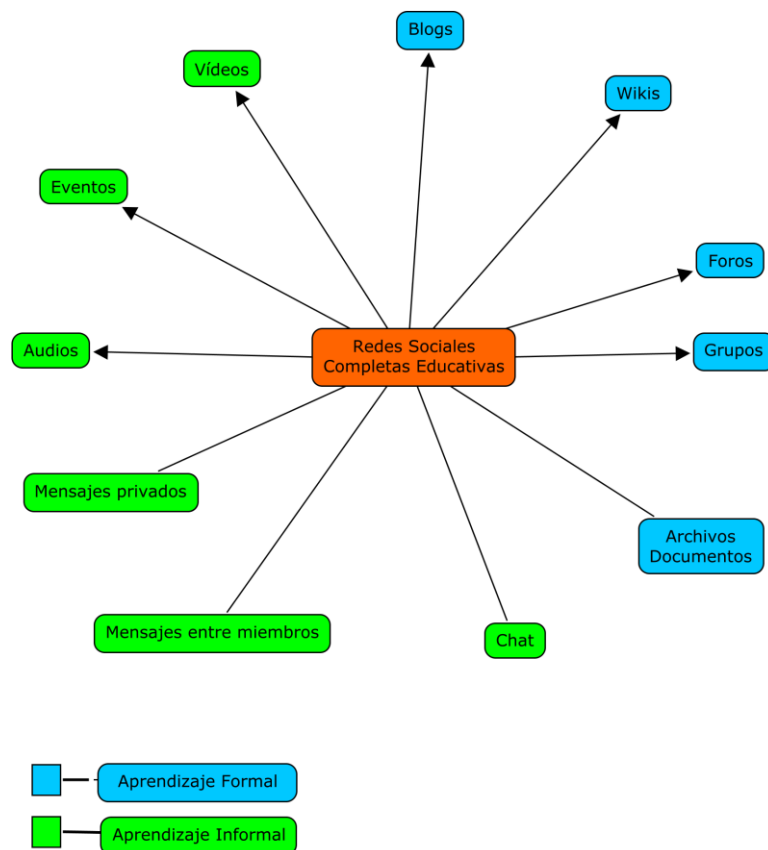 Blogs
Vídeos
Wikis
Eventos
Foros
Redes Sociales
Completas Educativas
Audios
Grupos
Mensajes privados
Archivos
Documentos
Mensajes entre miembros
Chat
Aprendizaje Formal
Aprendizaje Informal